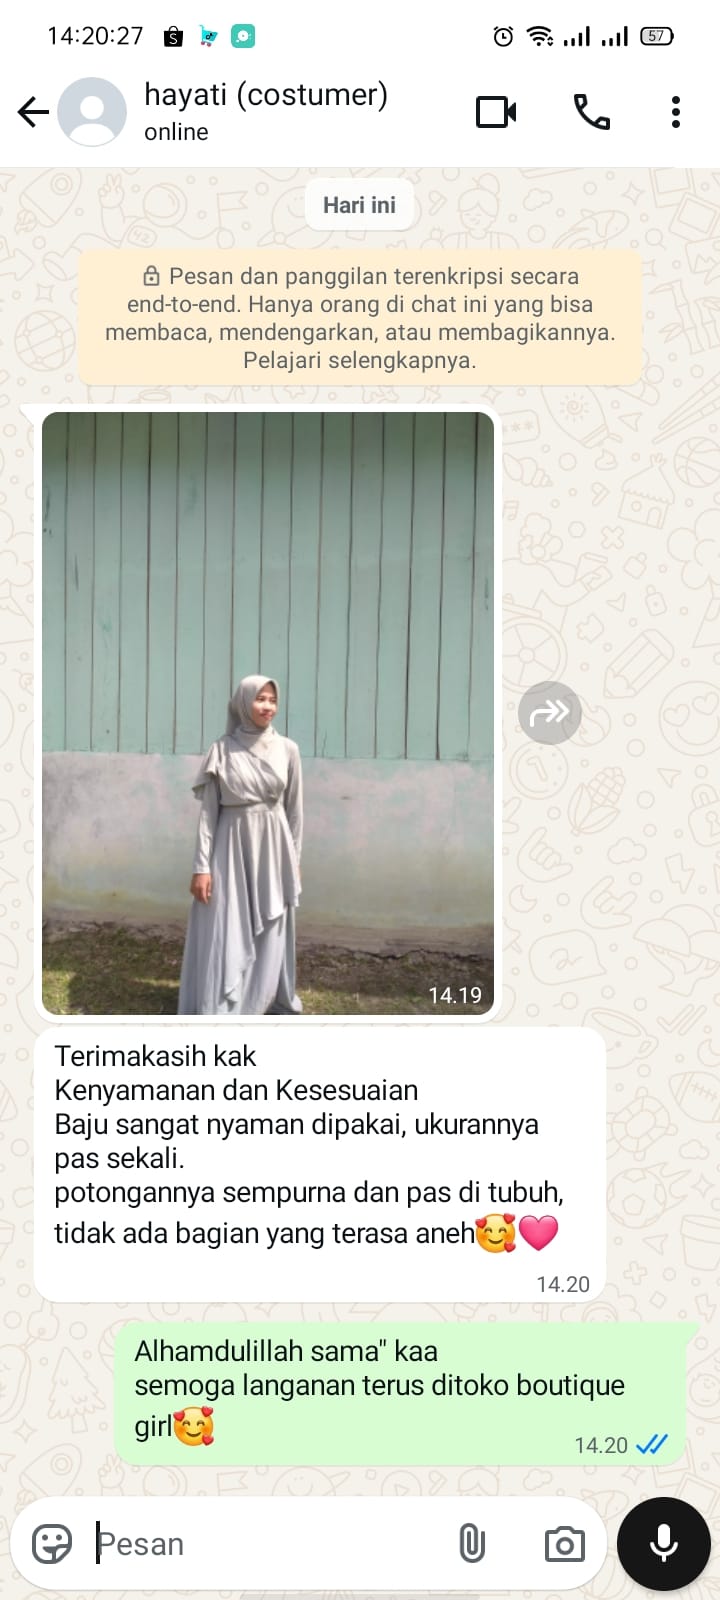 14:20:27
57
hayati (costumer)
online
Hari ini
Pesan dan panggilan terenkripsi secara
end-to-end. Hanya orang di chat ini yang bisa
membaca, mendengarkan, atau membagikannya.
Pelajari selengkapnya.
14.19
Terimakasih kak
Kenyamanan dan Kesesuaian
Baju sangat nyaman dipakai, ukurannya
pas sekali.
potongannya sempurna dan pas di tubuh,
tidak ada bagian yang terasa aneh🥰💗
14.20
Alhamdulillah sama" kaa
semoga langanan terus ditoko boutique
girl🥰
14.20
Pesan